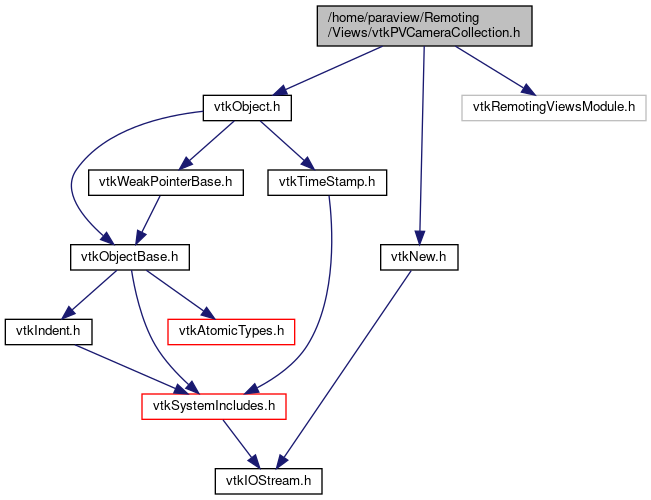 /home/paraview/Remoting
/Views/vtkPVCameraCollection.h
vtkObject.h
vtkRemotingViewsModule.h
vtkWeakPointerBase.h
vtkTimeStamp.h
vtkObjectBase.h
vtkNew.h
vtkIndent.h
vtkAtomicTypes.h
vtkSystemIncludes.h
vtkIOStream.h